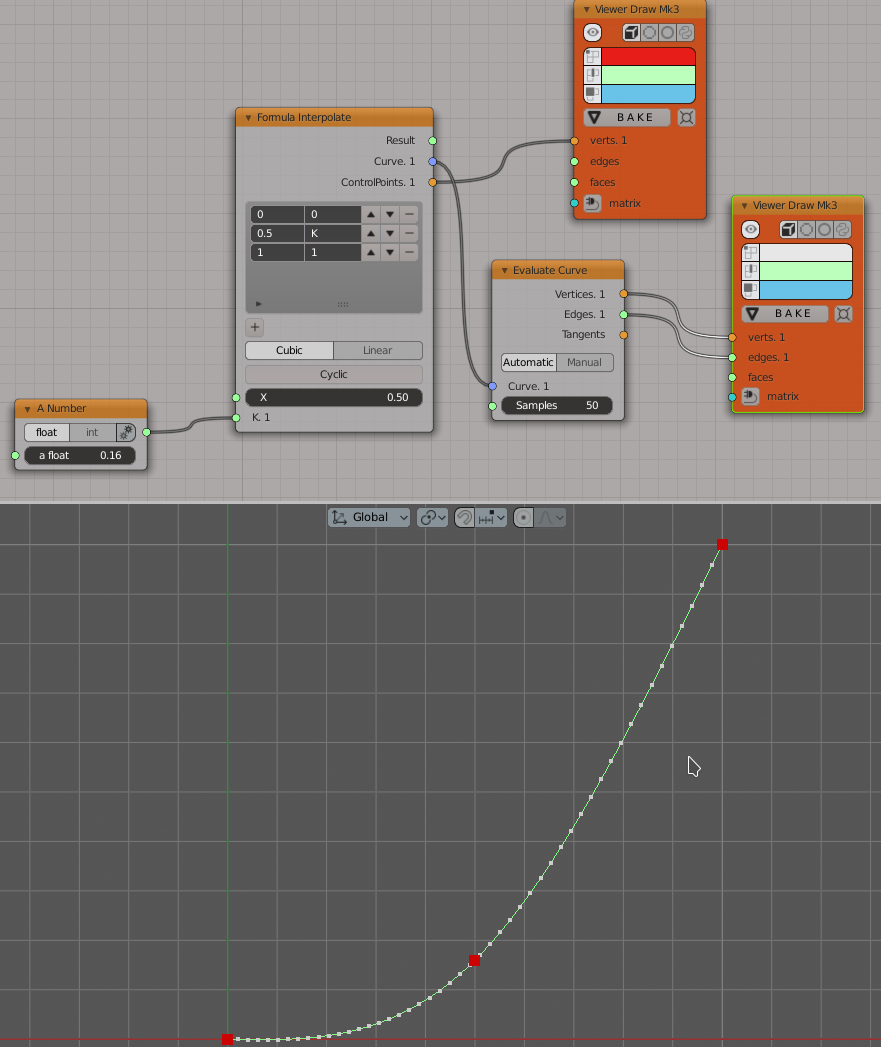 Viewer Draw Mk3
BAKE
verts. 1
edges
faces
matrix
Formula Interpolate
Result
Curve. 1
ControlPoints. 1
0 0
0.5 K
1 1
+
Cubic Linear
Cyclic
X 0.50
K. 1
Viewer Draw Mk3
BAKE
verts. 1
edges. 1
faces
matrix
Evaluate Curve
Vertices. 1
Edges. 1
Tangents
Automatic Manual
Curve. 1
Samples 50
A Number
float int
a float 0.16
Global